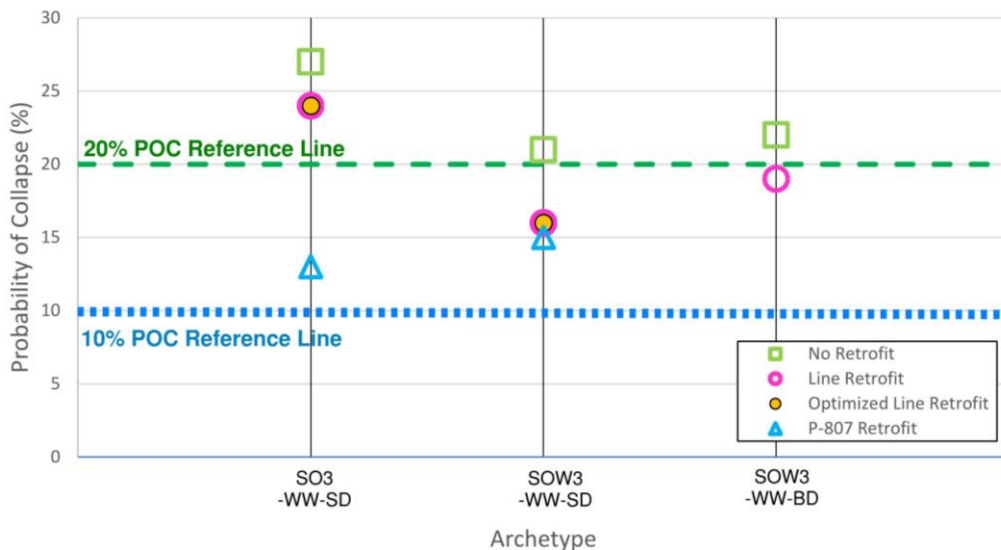 30
25
20
15
10
5
0
Probability of Collapse (%)
20% POC Reference Line
10% POC Reference Line
No Retrofit
Line Retrofit
Optimized Line Retrofit
P-807 Retrofit
SO3
-WW-SD
SOW3
-WW-SD
SOW3
-WW-BD
Archetype